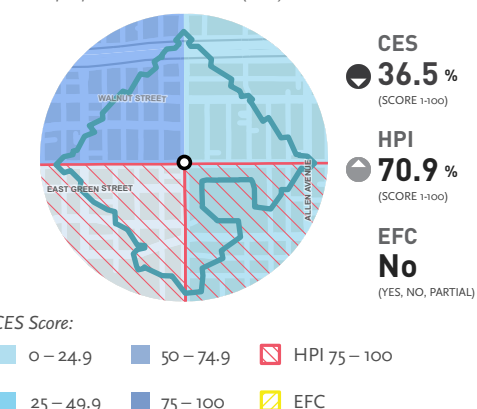 WALNUT STREET
EAST GREEN STREET
ALLEN AVENUE
CES
36.5 %
(SCORE 1-100)
HPI
70.9 %
(SCORE 1-100)
EFC
No
(YES, NO, PARTIAL)
CES Score:
0 – 24.9
50 – 74.9
HPI 75 – 100
25 – 49.9
75 – 100
EFC